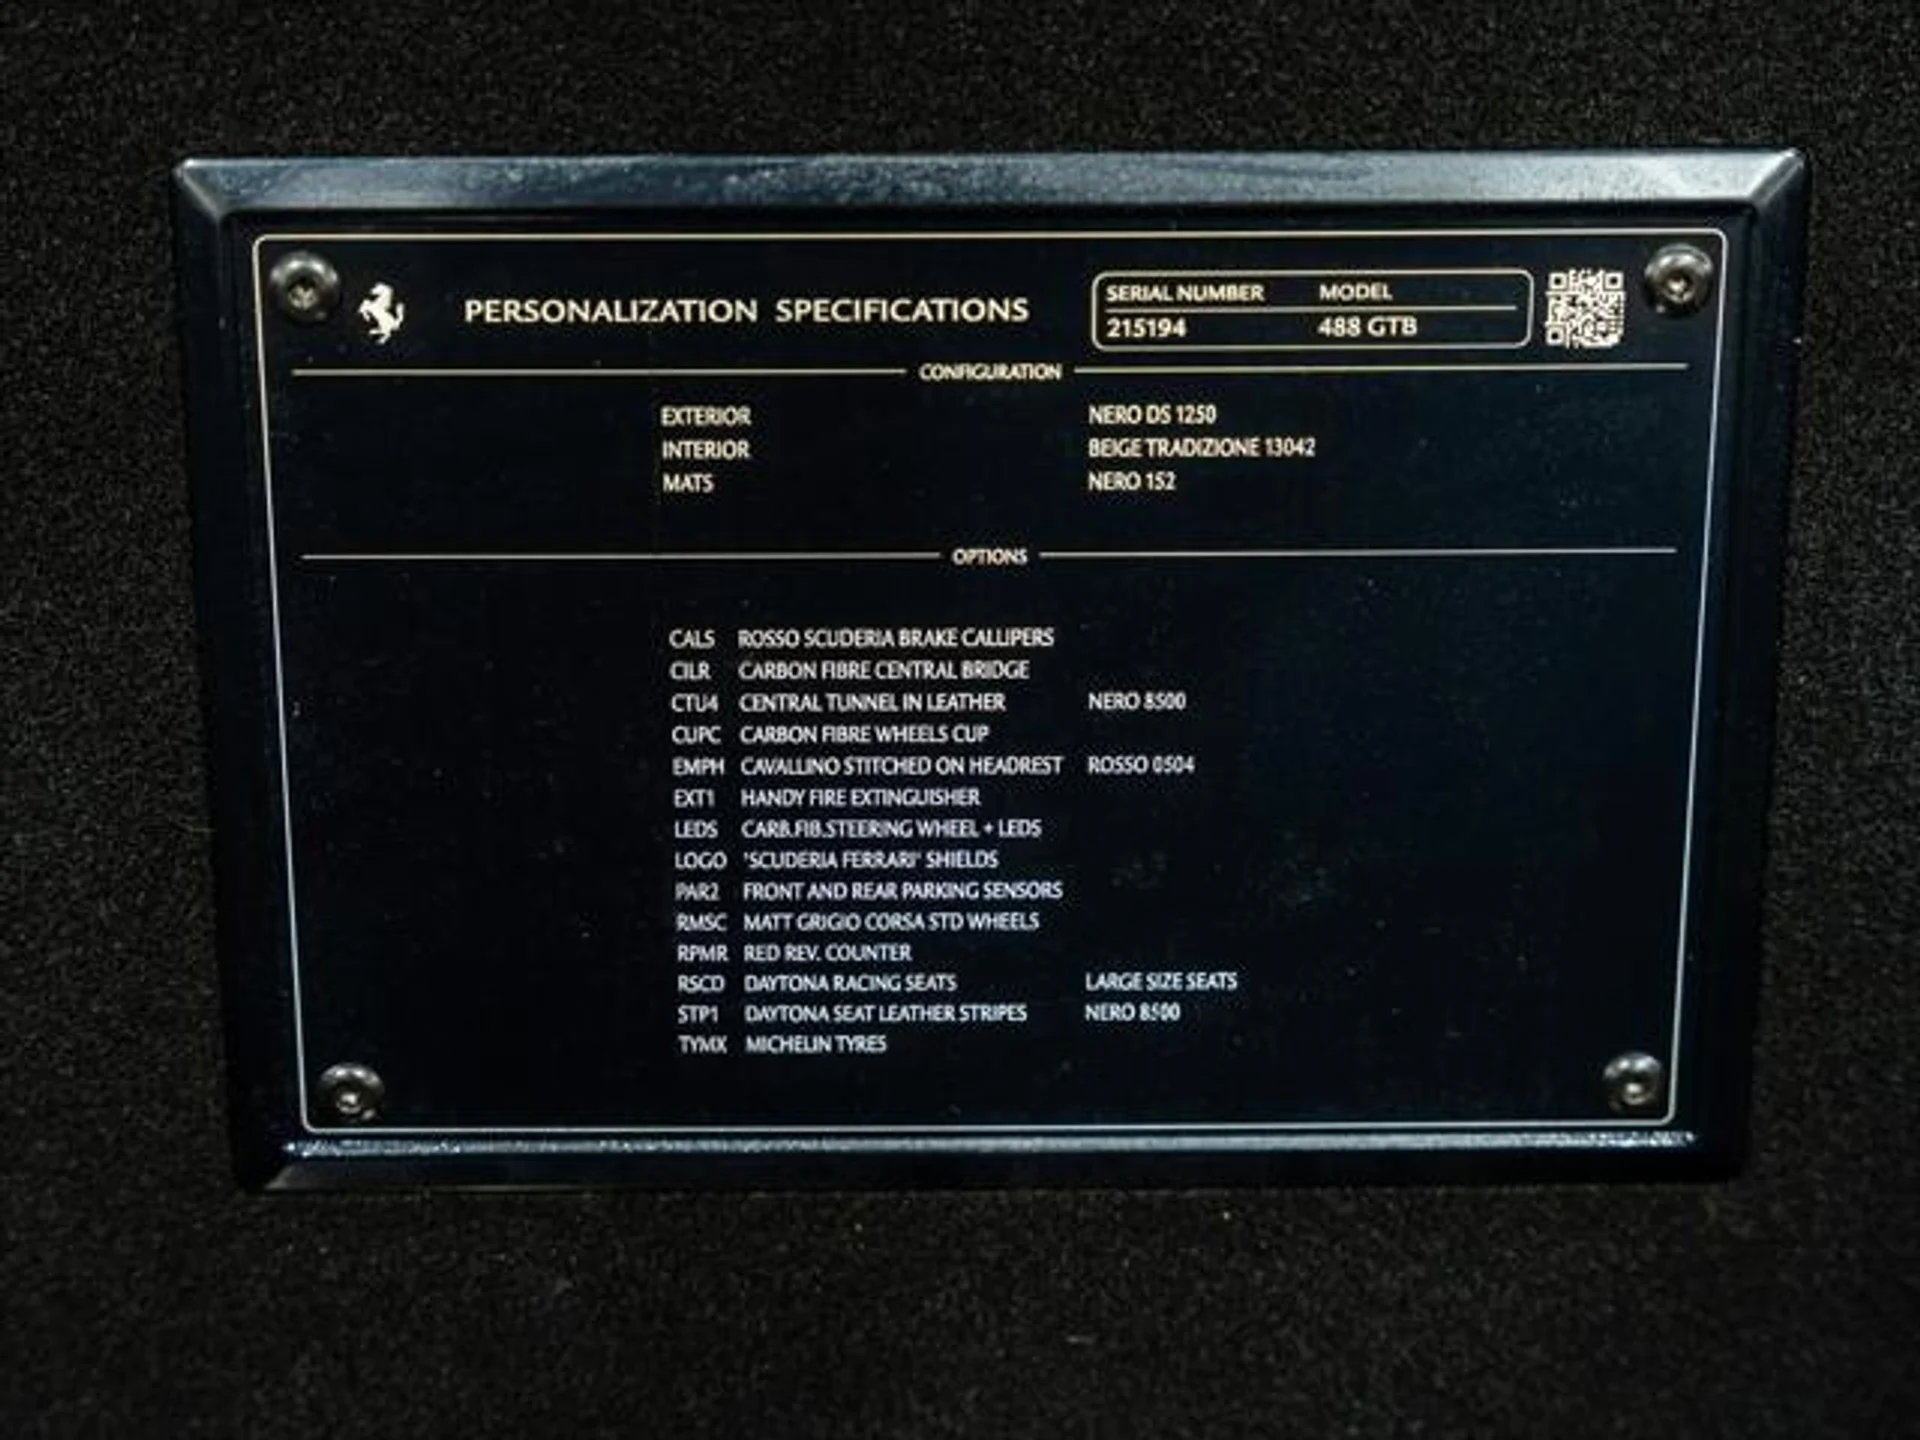 PERSONALIZATION SPECIFICATIONS
SERIAL NUMBER MODEL
215194 488 GTB
CONFIGURATION
EXTERIOR NERO DS 1250
INTERIOR BEIGE TRADIZIONE 13042
MATS NERO 152
OPTIONS
CALS ROSSO SCUDERIA BRAKE CALLIPERS
CILR CARBON FIBRE CENTRAL BRIDGE
CTU4 CENTRAL TUNNEL IN LEATHER NERO 8500
CUPC CARBON FIBRE WHEELS CUP
EMPH CAVALLINO STITCHED ON HEADREST ROSSO 0504
EXT1 HANDY FIRE EXTINGUISHER
LEDS CARB.FIB.STEERING WHEEL + LEDS
LOGO 'SCUDERIA FERRARI' SHIELDS
PAR2 FRONT AND REAR PARKING SENSORS
RMSC MATT GRIGIO CORSA STD WHEELS
RPMR RED REV. COUNTER
RSCD DAYTONA RACING SEATS LARGE SIZE SEATS
STP1 DAYTONA SEAT LEATHER STRIPES NERO 8500
TYMX MICHELIN TYRES